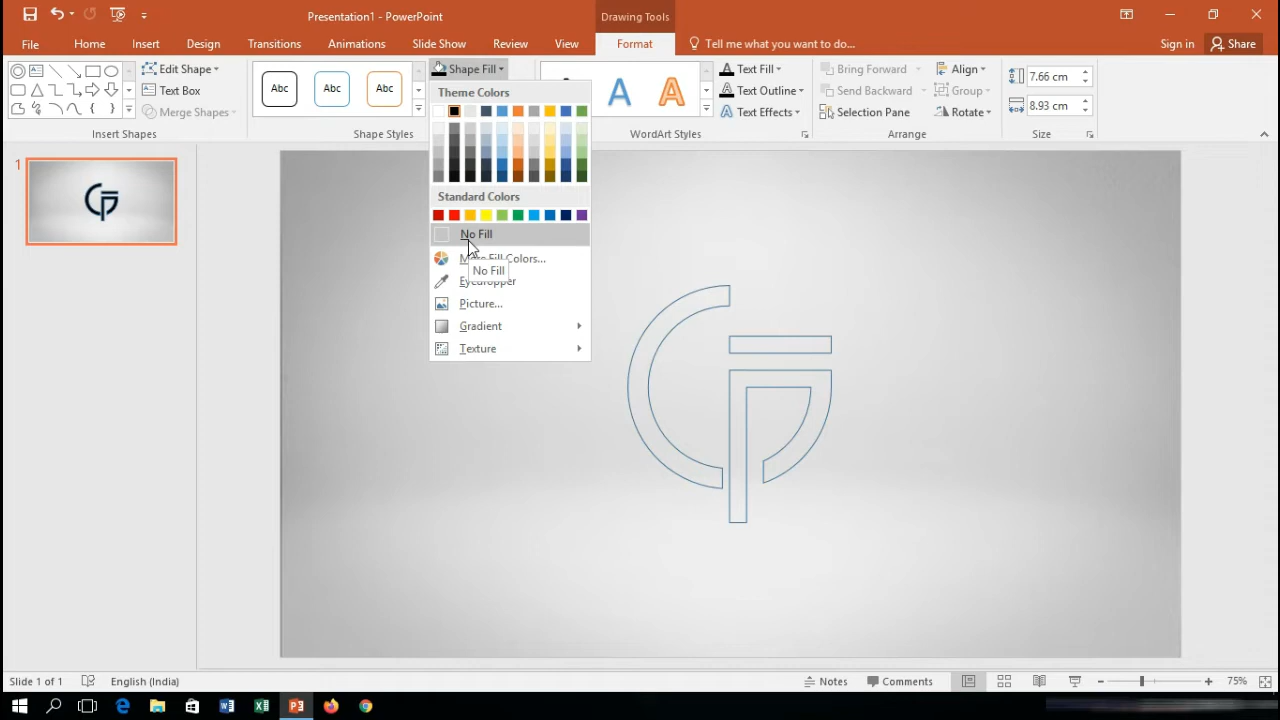 Presentation1 - PowerPoint
Drawing Tools
File Home Insert Design Transitions Animations Slide Show Review View Format Tell me what you want to do... Sign in Share
Edit Shape
Text Box
Merge Shapes
Insert Shapes
Abc Abc Abc
Shape Styles
Shape Fill
Theme Colors
Standard Colors
No Fill
More Fill Colors...
No Fill
Eyedropper
Picture...
Gradient
Texture
A A
WordArt Styles
Text Fill
Text Outline
Text Effects
Bring Forward
Send Backward
Selection Pane
Align
Group
Rotate
Arrange
7.66 cm
8.93 cm
Size
1
Slide 1 of 1 English (India) Notes Comments 75%